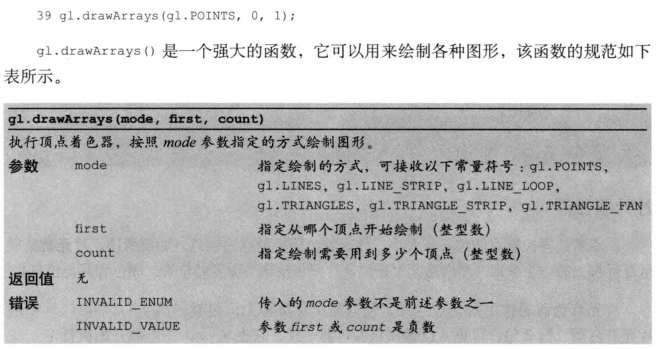 39 gl.drawArrays(gl.POINTS, 0, 1);
gl.drawArrays() 是一个强大的函数，它可以用来绘制各种图形，该函数的规范如下
表所示。
gl.drawArrays(mode, first, count)
执行顶点着色器，按照 mode 参数指定的方式绘制图形。
参数 mode 指定绘制的方式，可接收以下常量符号：gl.POINTS,
gl.LINES, gl.LINE_STRIP, gl.LINE_LOOP,
gl.TRIANGLES, gl.TRIANGLE_STRIP, gl.TRIANGLE_FAN
first 指定从哪个顶点开始绘制（整型数）
count 指定绘制需要用到多少个顶点（整型数）
返回值 无
错误 INVALID_ENUM 传入的 mode 参数不是前述参数之一
INVALID_VALUE 参数 first 或 count 是负数